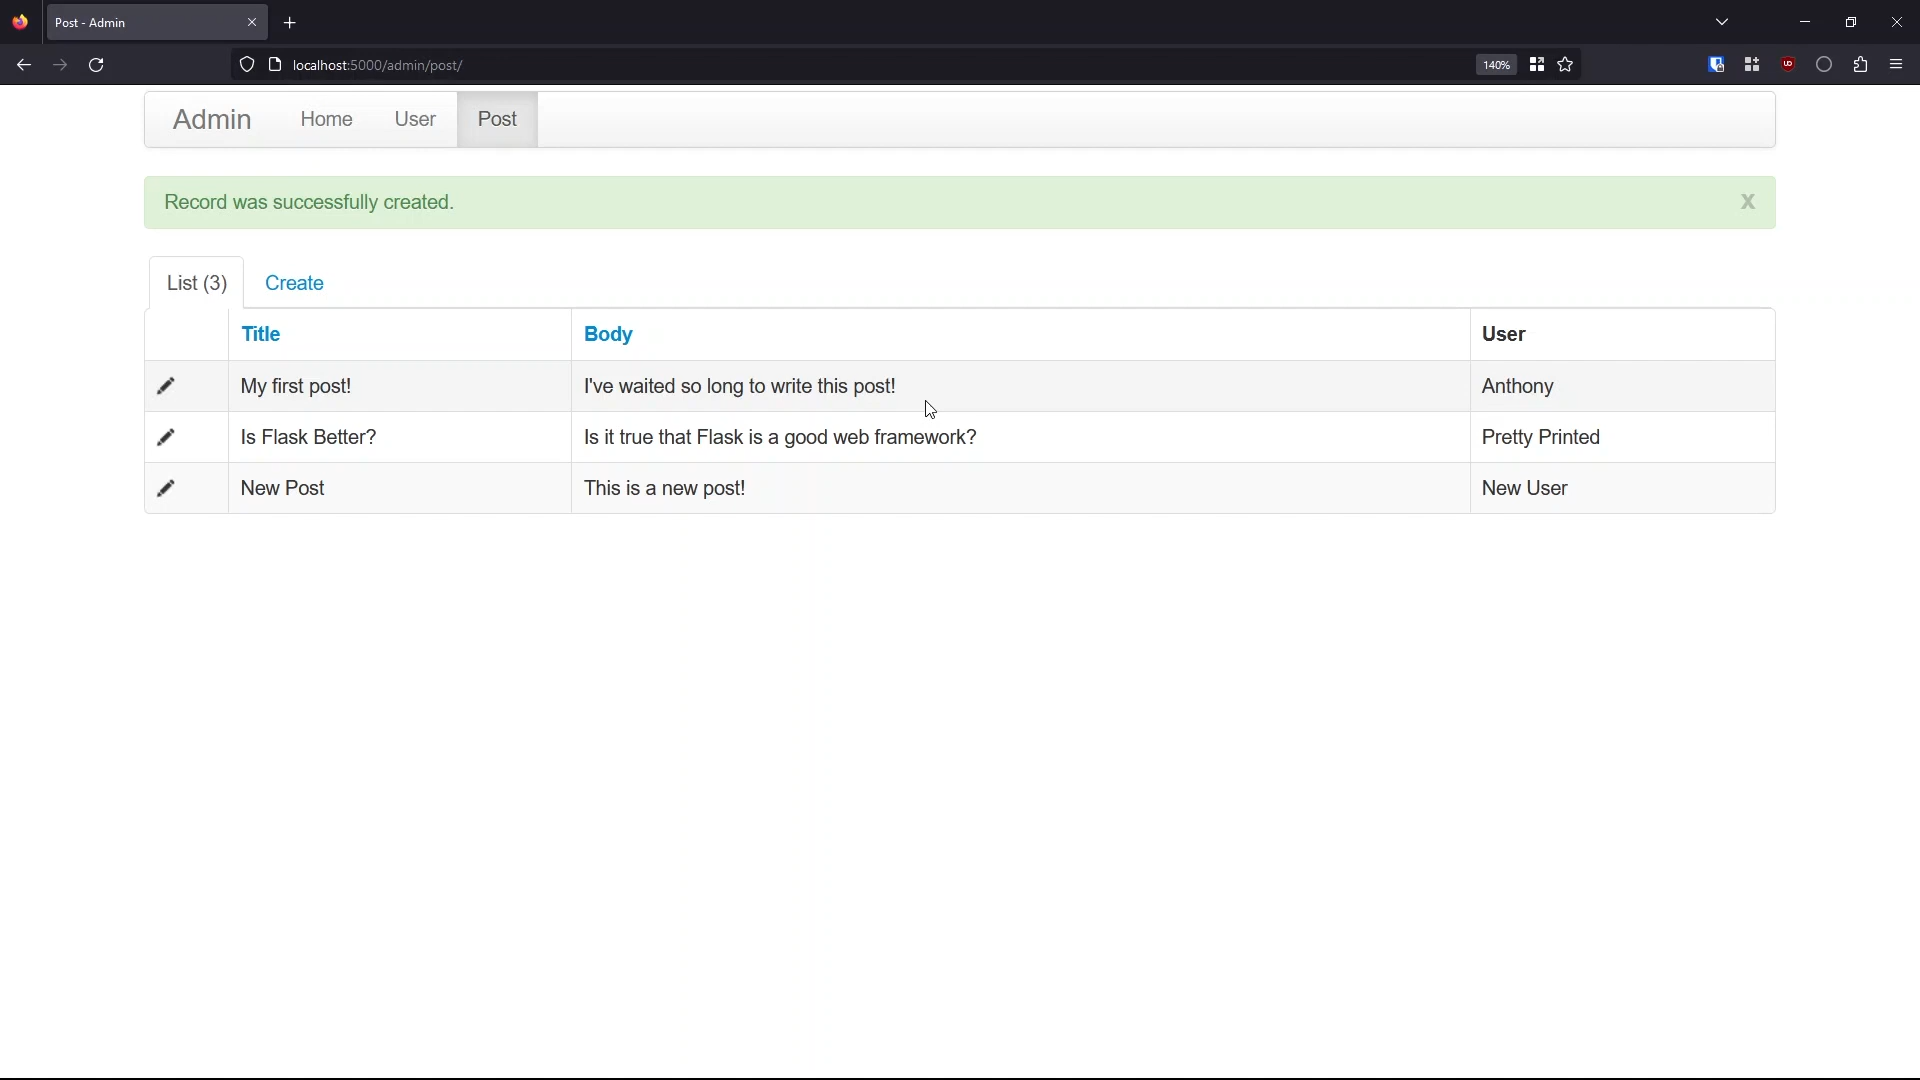 Post - Admin
localhost:5000/admin/post/
140%
Admin Home User Post
Record was successfully created. x
List (3) Create
Title Body User
My first post! I've waited so long to write this post! Anthony
Is Flask Better? Is it true that Flask is a good web framework? Pretty Printed
New Post This is a new post! New User